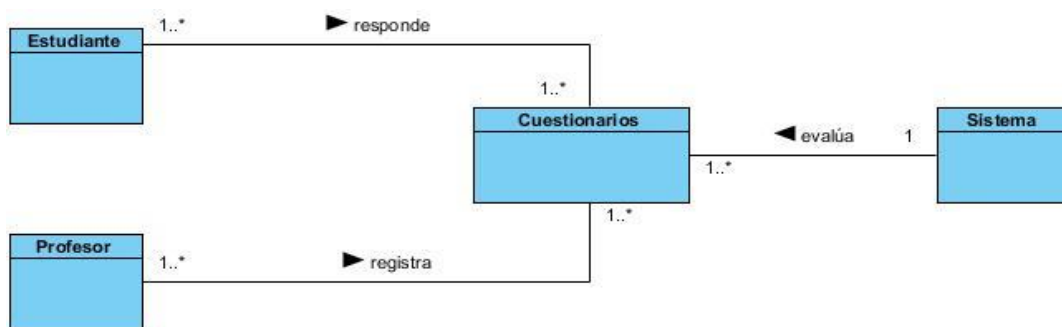 1..*
responde
Estudiante
1..*
Cuestionarios
Sistema
evalúa
1
1..*
1..*
Profesor
1..*
registra